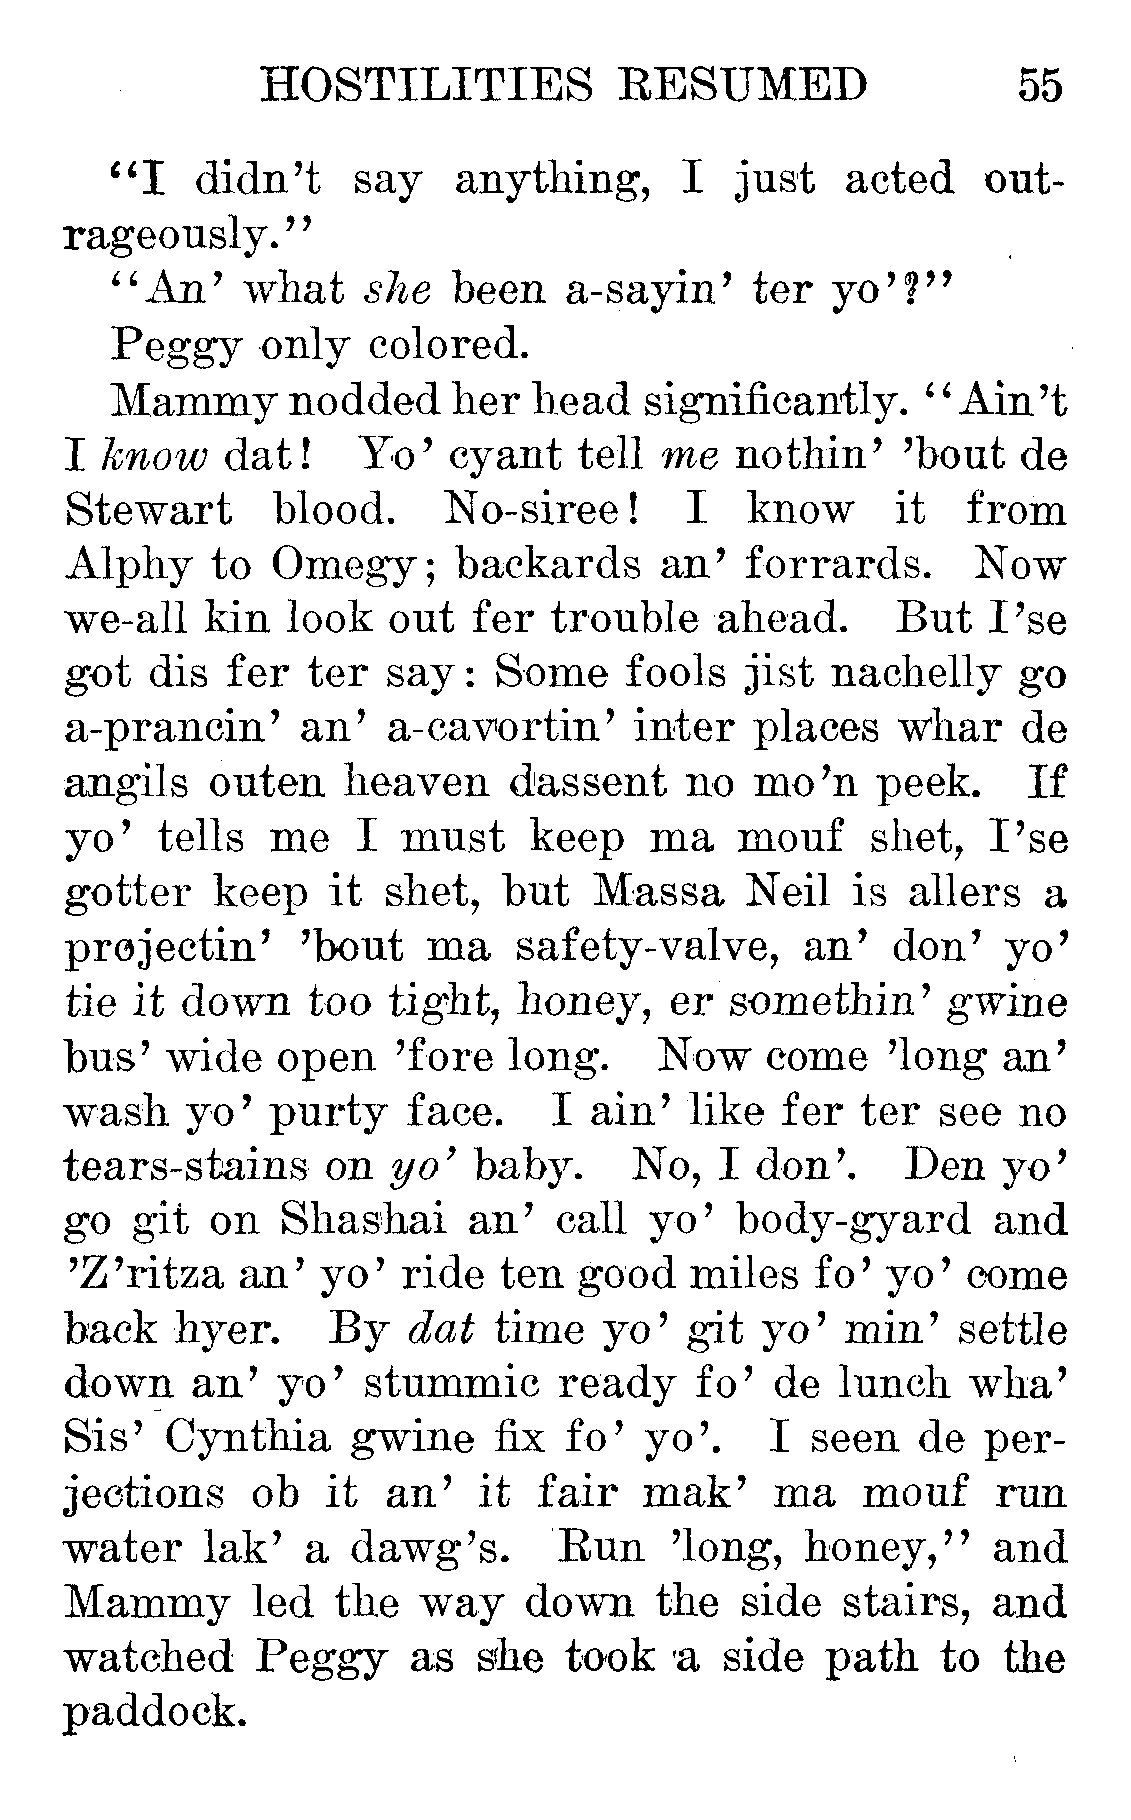 HOSTILITIES RESUMED 55
“I didn’t say anything, I just acted out-
rageously.”
“An’ what she been a-sayin’ ter yo’?”
Peggy only colored.
Mammy nodded her head significantly. “Ain’t
I know dat! Yo’ cyant tell me nothin’ ’bout de
Stewart blood. No-siree! I know it from
Alphy to Omegy; backards an’ forrards. Now
we-all kin look out fer trouble ahead. But I’se
got dis fer ter say: Some fools jist nachelly go
a-prancin’ an’ a-cavortin’ inter places whar de
angils outen heaven dassent no mo’n peek. If
yo’ tells me I must keep ma mouf shet, I’se
gotter keep it shet, but Massa Neil is allers a
projectin’ ’bout ma safety-valve, an’ don’ yo’
tie it down too tight, honey, er somethin’ gwine
bus’ wide open ’fore long. Now come ’long an’
wash yo’ purty face. I ain’ like fer ter see no
tears-stains on yo’ baby. No, I don’. Den yo’
go git on Shashai an’ call yo’ body-gyard and
’Z’ritza an’ yo’ ride ten good miles fo’ yo’ come
back hyer. By dat time yo’ git yo’ min’ settle
down an’ yo’ stummic ready fo’ de lunch wha’
Sis’ Cynthia gwine fix fo’ yo’. I seen de per-
jections ob it an’ it fair mak’ ma mouf run
water lak’ a dawg’s. Run ’long, honey,” and
Mammy led the way down the side stairs, and
watched Peggy as she took a side path to the
paddock.